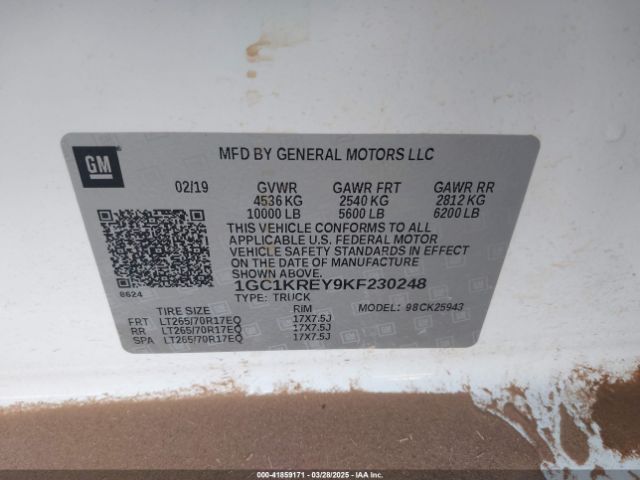 GM
MFD BY GENERAL MOTORS LLC
02/19 GVWR GAWR FRT GAWR RR
4536 KG 2540 KG 2812 KG
10000 LB 5600 LB 6200 LB
THIS VEHICLE CONFORMS TO ALL
APPLICABLE U.S. FEDERAL MOTOR
VEHICLE SAFETY STANDARDS IN EFFECT
ON THE DATE OF MANUFACTURE
SHOWN ABOVE.
8624
1GC1KREY9KF230248
TYPE: TRUCK
MODEL: 98CK25943
TIRE SIZE RIM
FRT LT265/70R17EQ 17X7.5J
RR LT265/70R17EQ 17X7.5J
SPA LT265/70R17EQ 17X7.5J
000-41859171 | 03/28/2025 - IAA Inc.